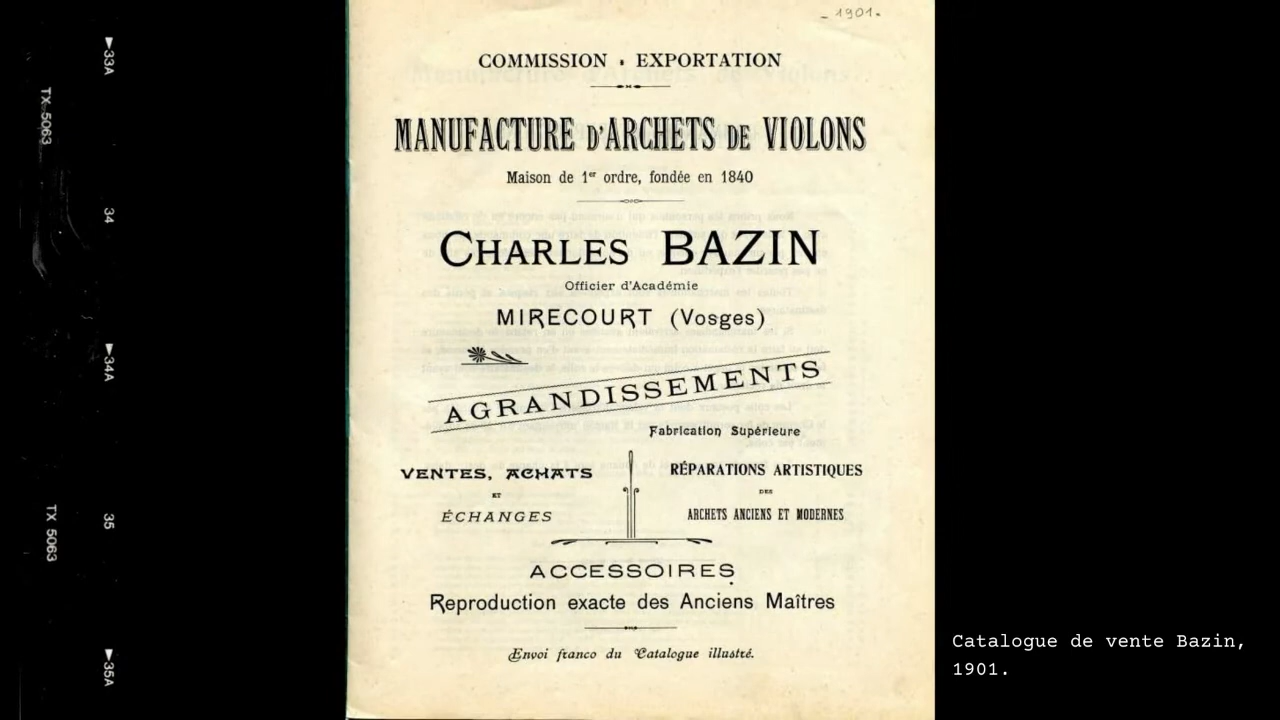 - 1901.
COMMISSION • EXPORTATION
MANUFACTURE D'ARCHETS DE VIOLONS
Maison de 1er ordre, fondée en 1840
CHARLES BAZIN
Officier d'Académie
MIRECOURT (Vosges)
AGRANDISSEMENTS
Fabrication Supérieure
VENTES, ACHATS
ET
ÉCHANGES
RÉPARATIONS ARTISTIQUES
DES
ARCHETS ANCIENS ET MODERNES
ACCESSOIRES
Reproduction exacte des Anciens Maîtres
Envoi franco du Catalogue illustré.
Catalogue de vente Bazin,
1901.
33A
TX 5063
34
34A
TX 5063
35
35A